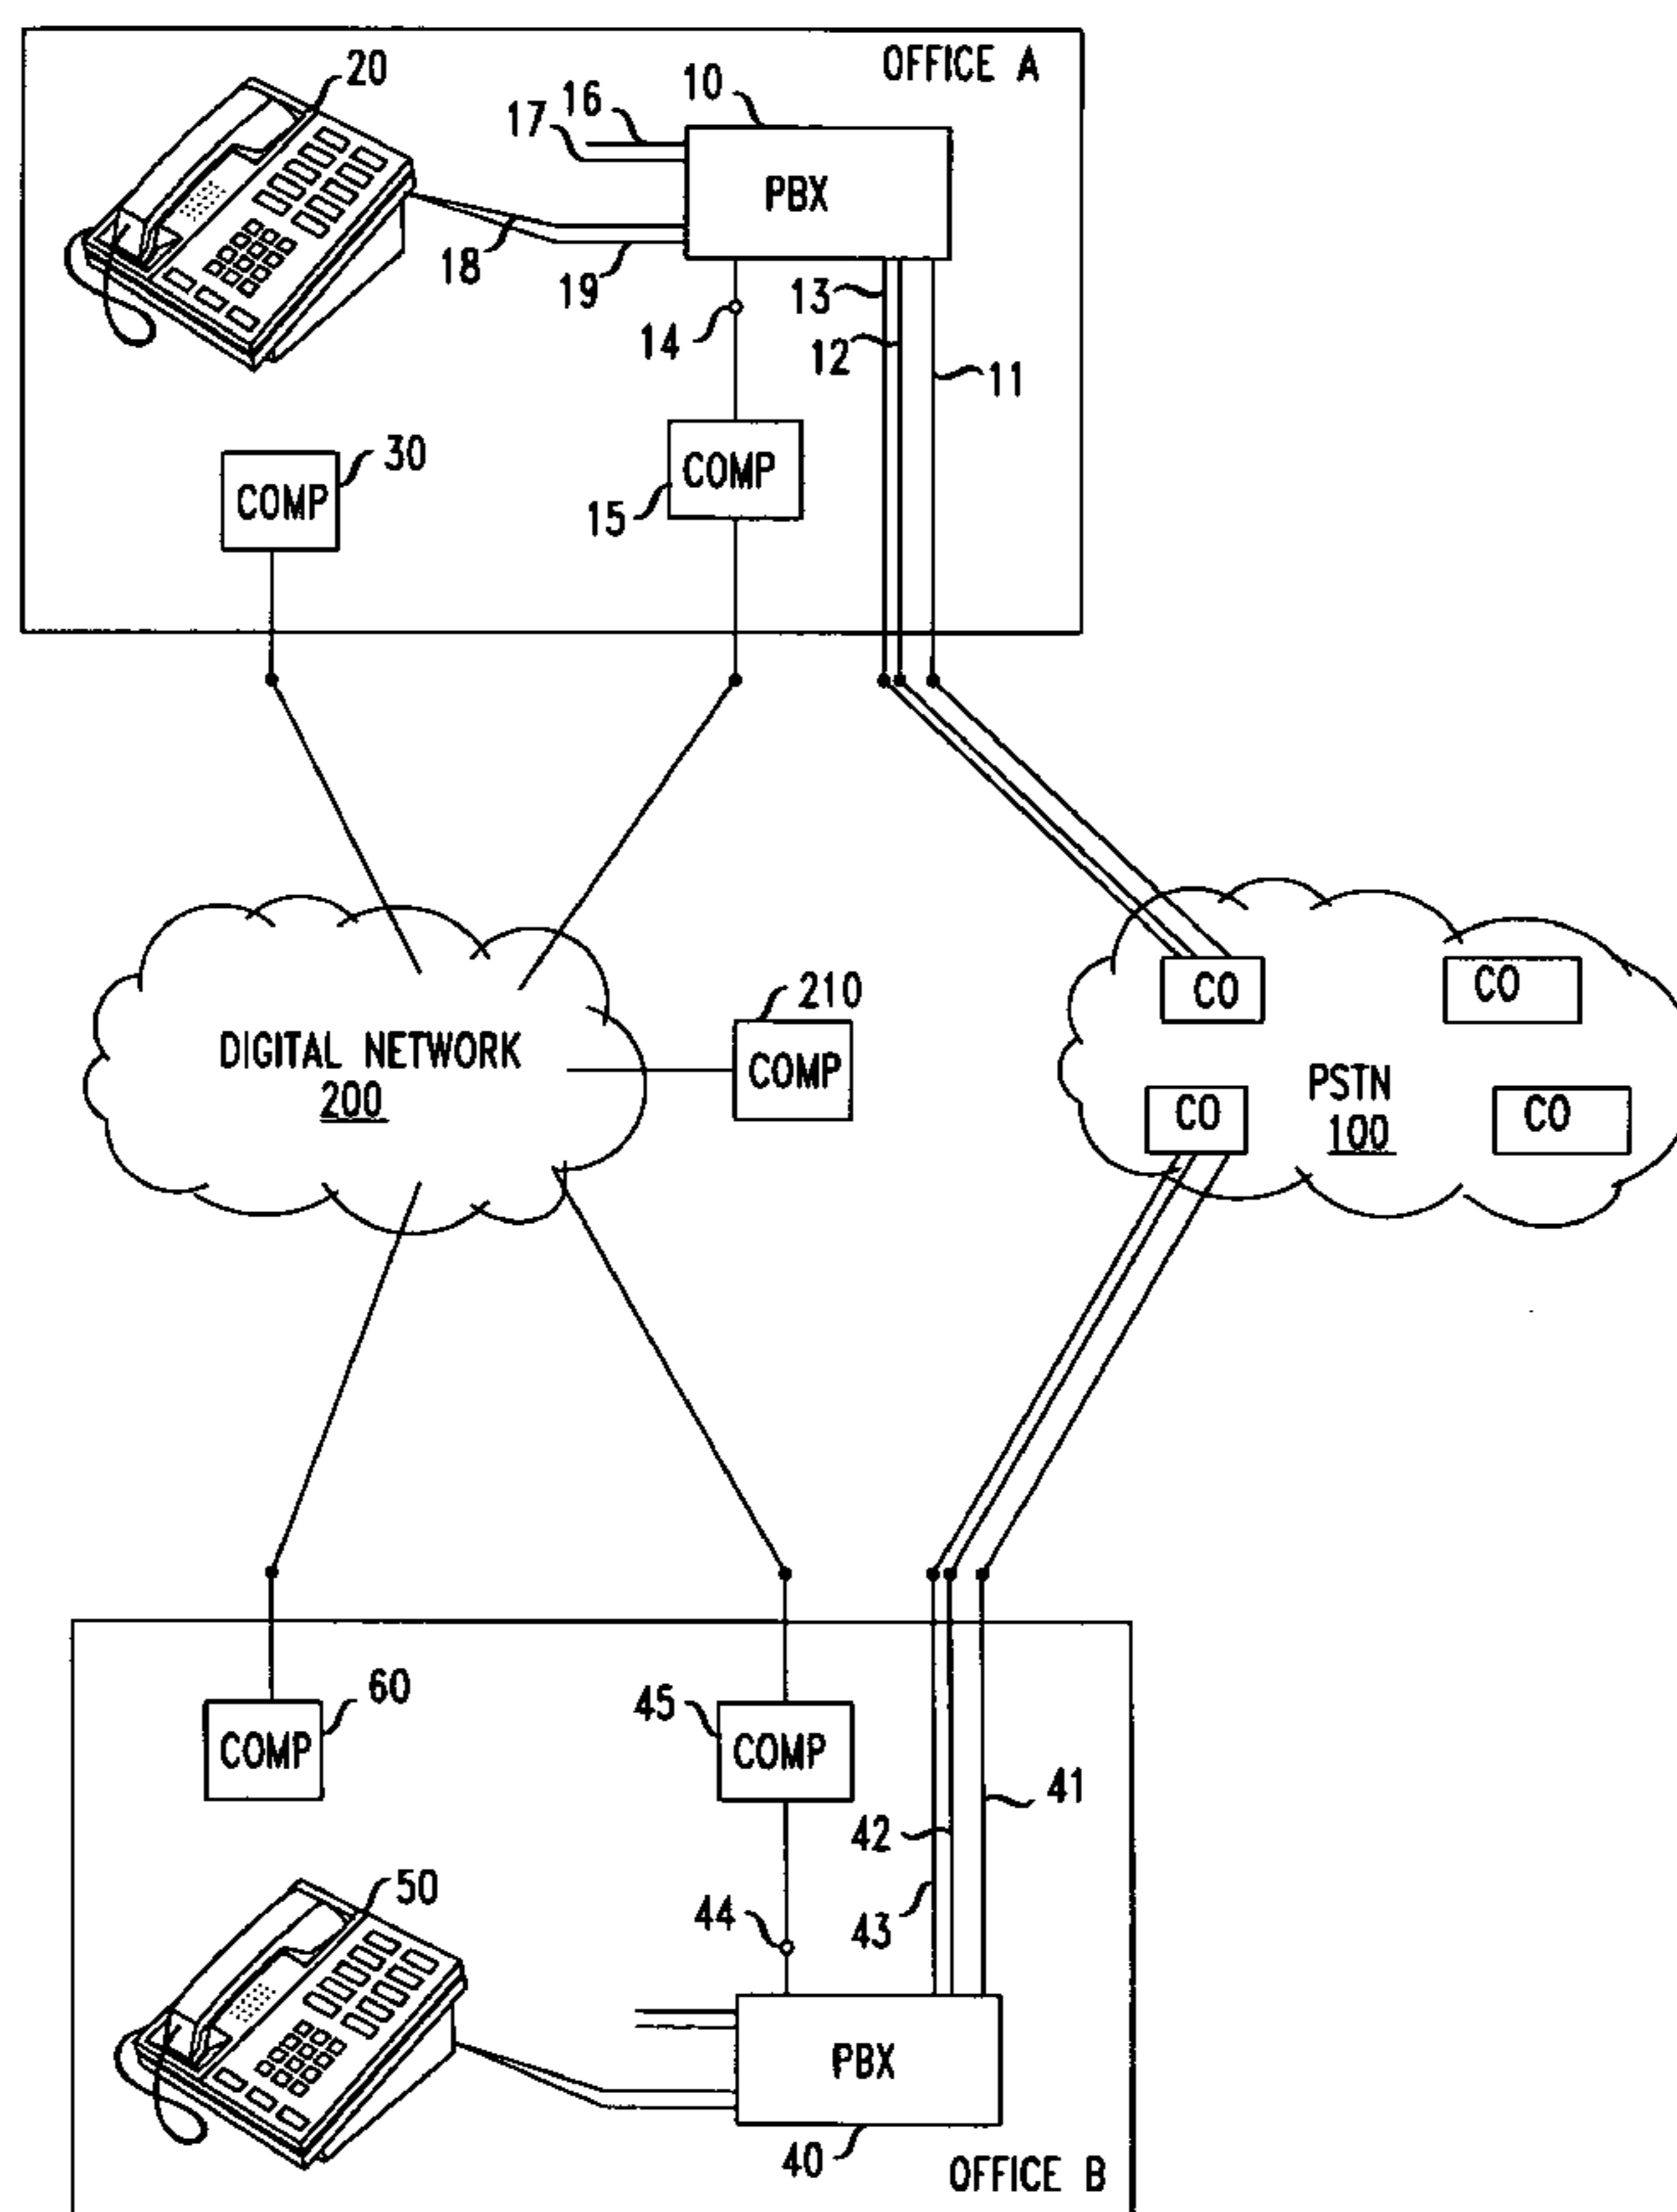 OFFICE A
20
10
16
17
PBX
18
19
13
14
12
11
30
COMP
COMP
15
210
CO
CO
DIGITAL NETWORK
200
COMP
PSTN
100
CO
CO
60
45
COMP
COMP
41
42
50
44
43
PBX
40
OFFICE B